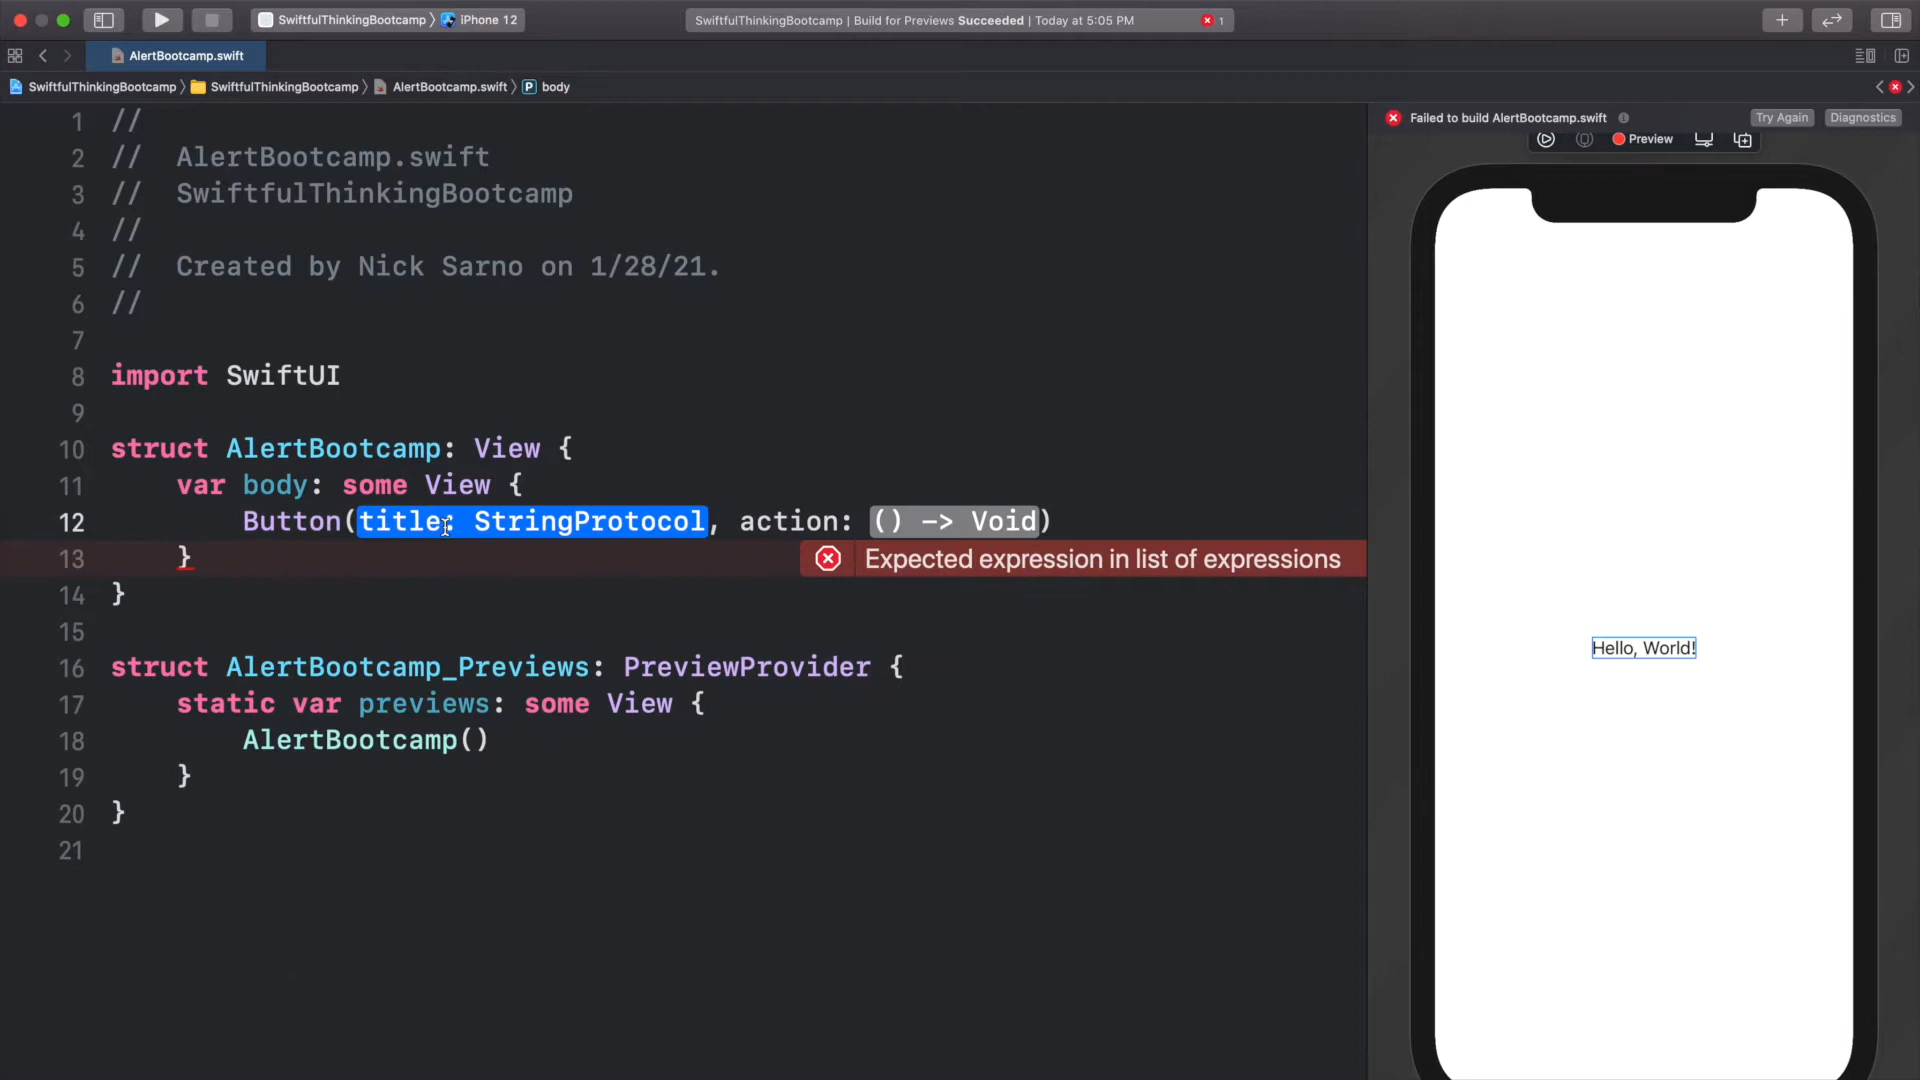 SwiftfulThinkingBootcamp 〉 iPhone 12
SwiftfulThinkingBootcamp | Build for Previews Succeeded | Today at 5:05 PM
1
AlertBootcamp.swift
SwiftfulThinkingBootcamp 〉 SwiftfulThinkingBootcamp 〉 AlertBootcamp.swift 〉 P body
1 //
2 //  AlertBootcamp.swift
3 //  SwiftfulThinkingBootcamp
4 //
5 //  Created by Nick Sarno on 1/28/21.
6 //
7
8 import SwiftUI
9
10 struct AlertBootcamp: View {
11     var body: some View {
12         Button(title: StringProtocol, action: () -> Void)
13     }
Expected expression in list of expressions
14 }
15
16 struct AlertBootcamp_Previews: PreviewProvider {
17     static var previews: some View {
18         AlertBootcamp()
19     }
20 }
21
Failed to build AlertBootcamp.swift
Try Again
Diagnostics
Preview
Hello, World!